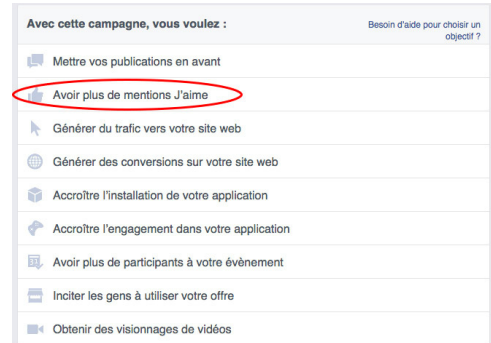 Avec cette campagne, vous voulez :
Besoin d'aide pour choisir un
objectif ?
Mettre vos publications en avant
Avoir plus de mentions J'aime
Générer du trafic vers votre site web
Générer des conversions sur votre site web
Accroître l'installation de votre application
Accroître l'engagement dans votre application
Avoir plus de participants à votre évènement
Inciter les gens à utiliser votre offre
Obtenir des visionnages de vidéos